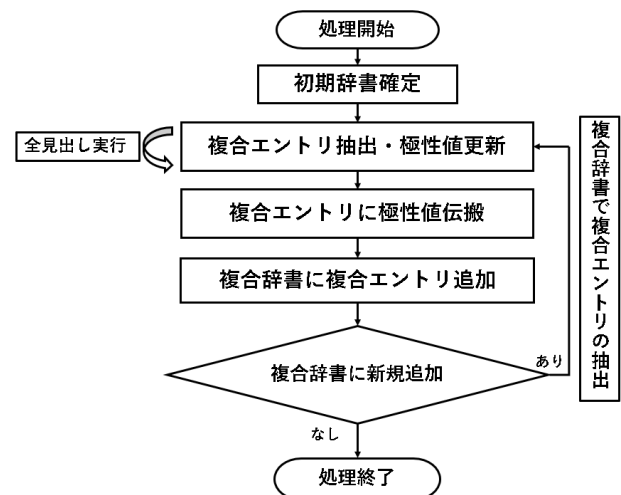 処理開始
初期辞書確定
全見出し実行
複合エントリ抽出・極性値更新
複合エントリに極性値伝搬
複合辞書に複合エントリ追加
複合辞書に新規追加
あり
なし
処理終了
複合辞書で複合エントリの抽出